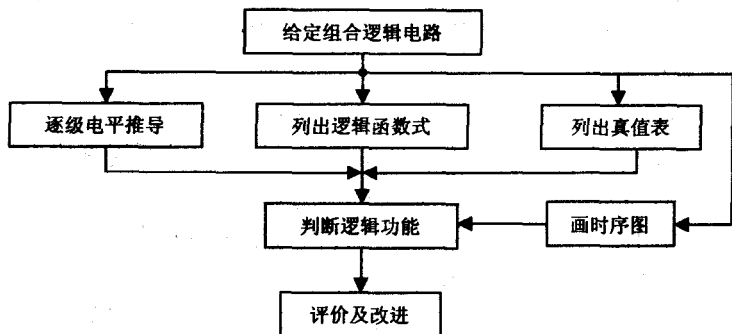 给定组合逻辑电路
逐级电平推导
列出逻辑函数式
列出真值表
判断逻辑功能
画时序图
评价及改进